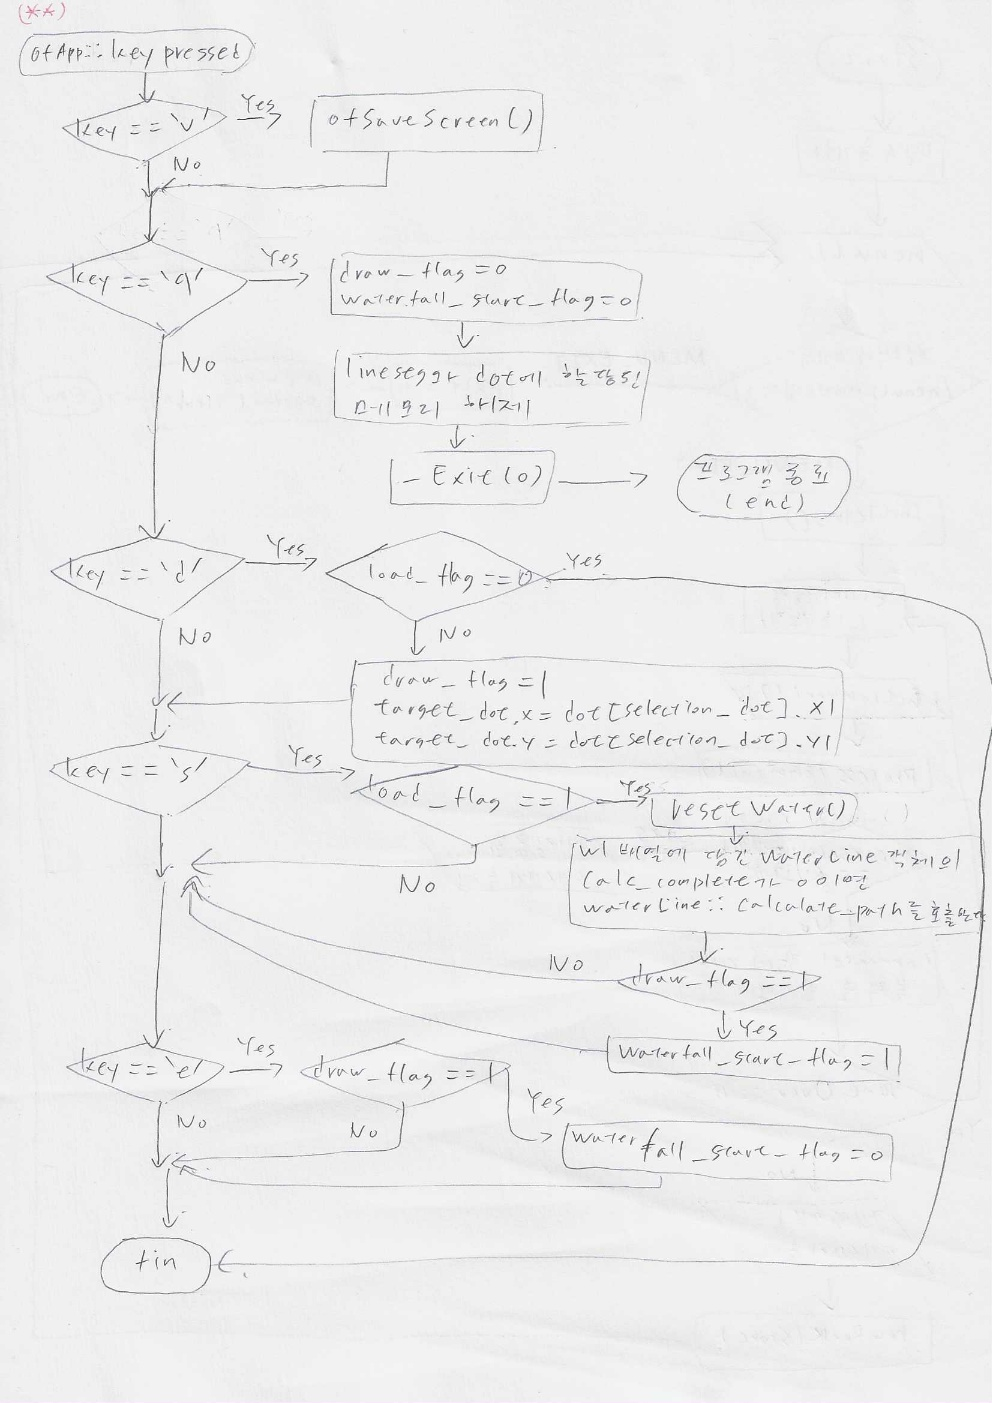 (**)
ofApp::keypressed
key == 'v'
Yes
ofSaveScreen()
No
key == 'q'
Yes
draw_flag = 0
waterfall_start_flag = 0
No
lineseg과 dot에 할당된
메모리 해제
_Exit(0)
프로그램 종료
(end)
key == 'd'
Yes
load_flag == 0
Yes
No
No
draw_flag = 1
target_dot.x = dot[selection_dot].x1
target_dot.y = dot[selection_dot].y1
key == 's'
Yes
load_flag == 1
Yes
resetWater()
No
wl 배열에 담긴 WaterLine 객체의
calc_complete가 0이면
waterLine::calculate_path를 호출한다
No
draw_flag == 1
Yes
waterfall_start_flag = 1
key == 'e'
Yes
draw_flag == 1
Yes
No
No
waterfall_start_flag = 0
fin